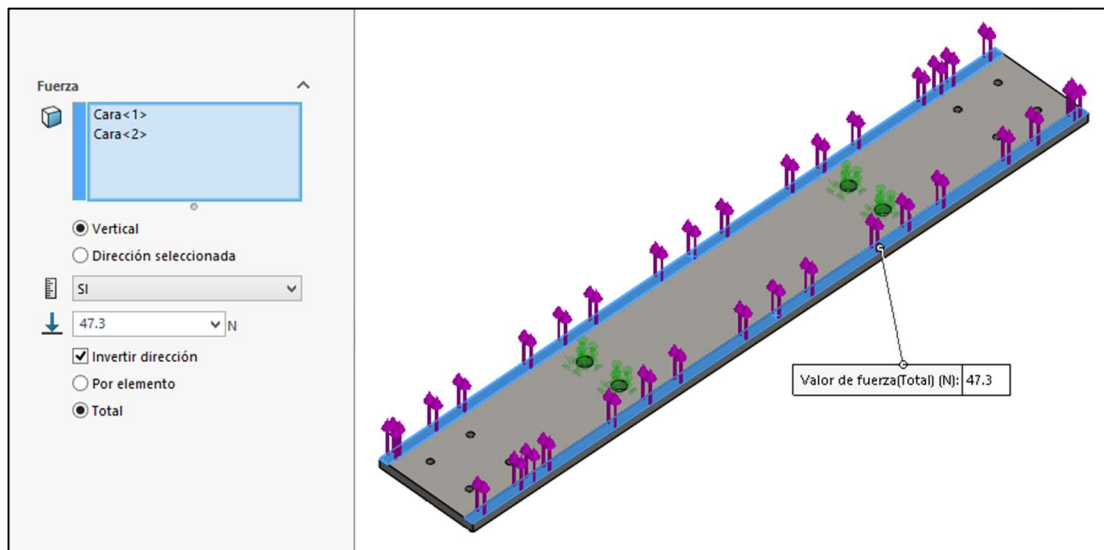 Fuerza
Cara<1>
Cara<2>
Vertical
Dirección seleccionada
SI
47.3 N
Invertir dirección
Por elemento
Total
Valor de fuerza(Total) (N): 47.3